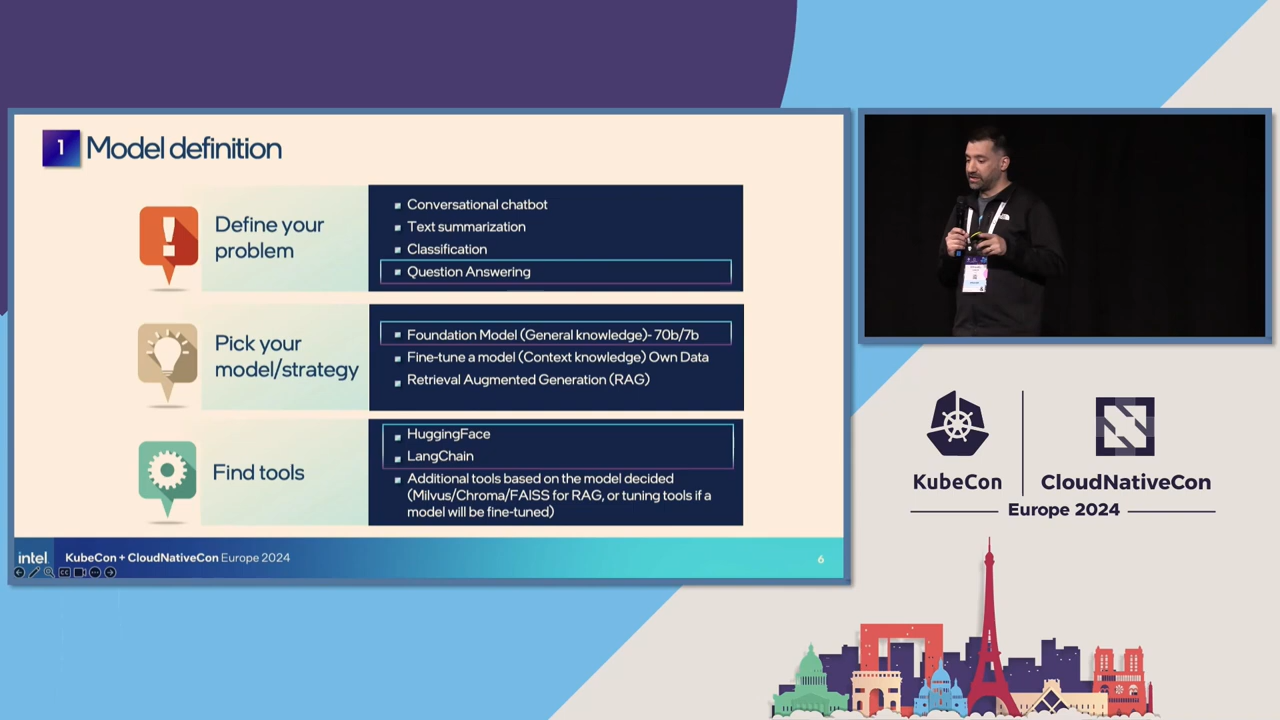 1 Model definition
Define your
problem
Conversational chatbot
Text summarization
Classification
Question Answering
Pick your
model/strategy
Foundation Model (General knowledge)- 70b/7b
Fine-tune a model (Context knowledge) Own Data
Retrieval Augmented Generation (RAG)
Find tools
HuggingFace
LangChain
Additional tools based on the model decided
(Milvus/Chroma/FAISS for RAG, or tuning tools if a
model will be fine-tuned)
intel. KubeCon + CloudNativeCon Europe 2024
6
KubeCon
CloudNativeCon
Europe 2024